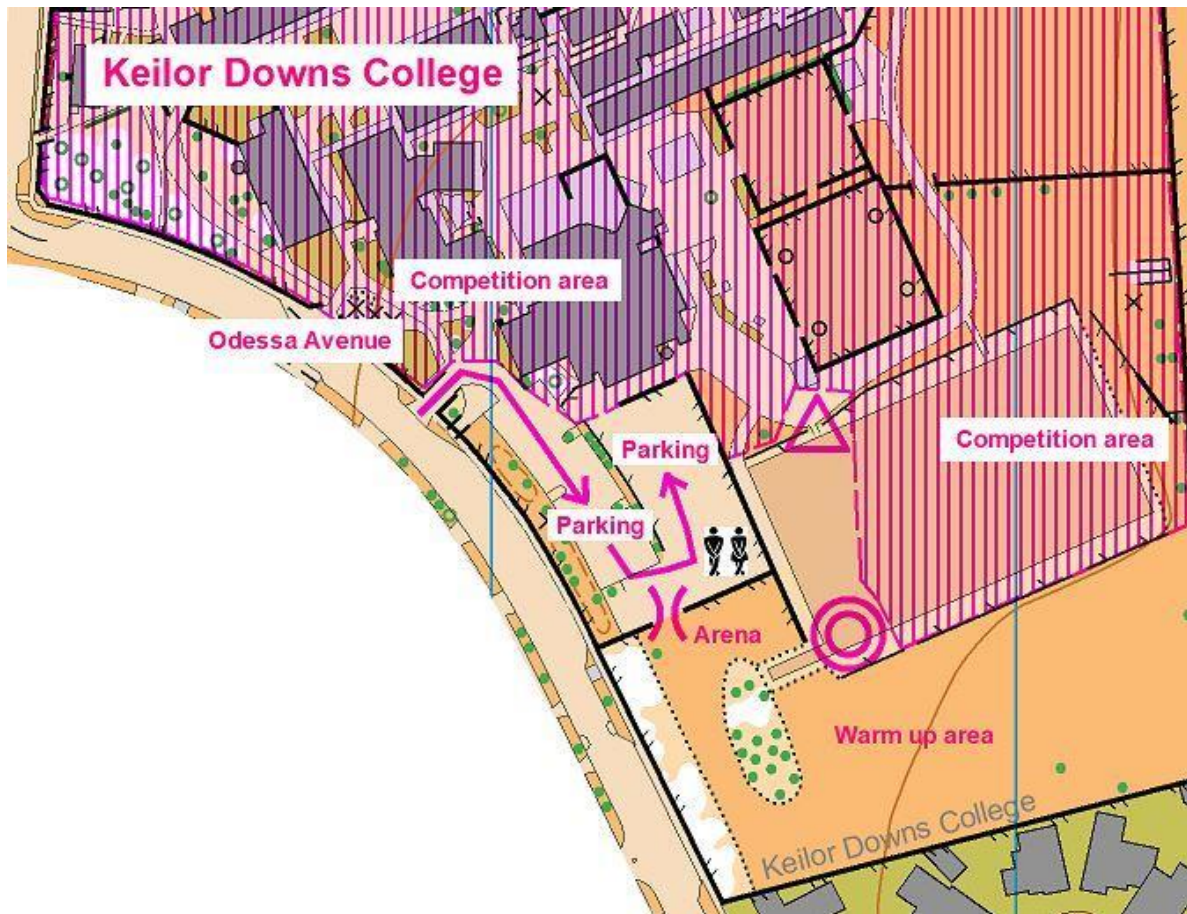 Keilor Downs College
Competition area
Odessa Avenue
Competition area
Parking
Parking
Arena
Warm up area
Keilor Downs College